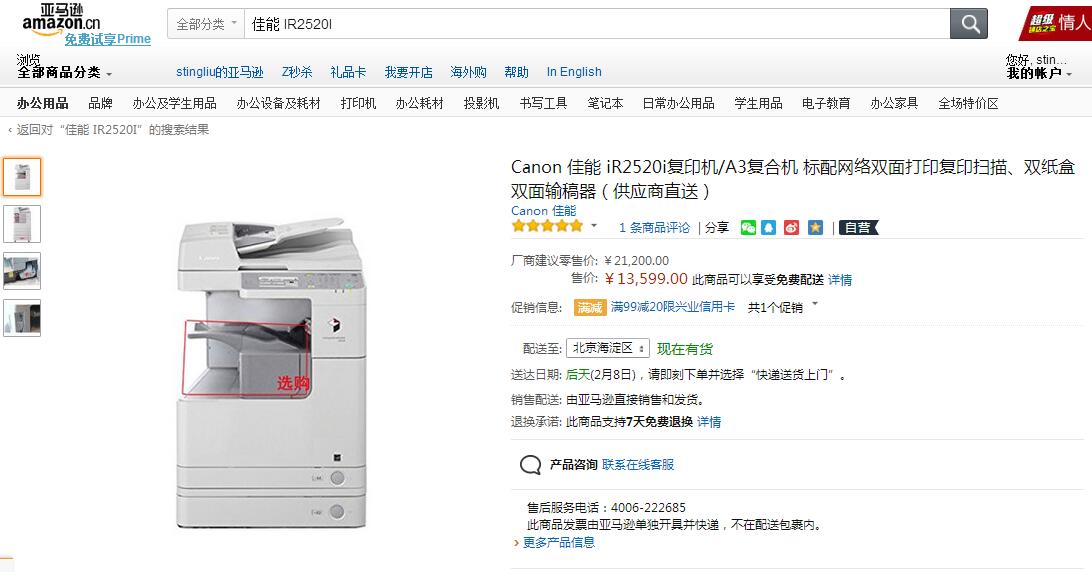 亚马逊
amazon.cn
免费试享Prime
全部分类
佳能 IR2520I
超级
情人
浏览
全部商品分类
stingliu的亚马逊 Z秒杀 礼品卡 我要开店 海外购 帮助 In English
您好, stin...
我的帐户
办公用品 品牌 办公及学生用品 办公设备及耗材 打印机 办公耗材 投影机 书写工具 笔记本 日常办公用品 学生用品 电子教育 办公家具 全场特价区
‹ 返回对“佳能 IR2520I”的搜索结果
Canon 佳能 iR2520i复印机/A3复合机 标配网络双面打印复印扫描、双纸盒
双面输稿器（供应商直送）
Canon 佳能
1 条商品评论 | 分享 | 自营
厂商建议零售价: ￥21,200.00
售价: ￥13,599.00 此商品可以享受免费配送 详情
促销信息: 满减 满99减20限兴业信用卡 共1个促销
配送至: 北京海淀区 现在有货
送达日期: 后天(2月8日)，请即刻下单并选择“快递送货上门”。
销售配送: 由亚马逊直接销售和发货。
退换承诺: 此商品支持7天免费退换 详情
产品咨询 联系在线客服
售后服务电话：4006-222685
此商品发票由亚马逊单独开具并快递，不在配送包裹内。
› 更多产品信息
选购